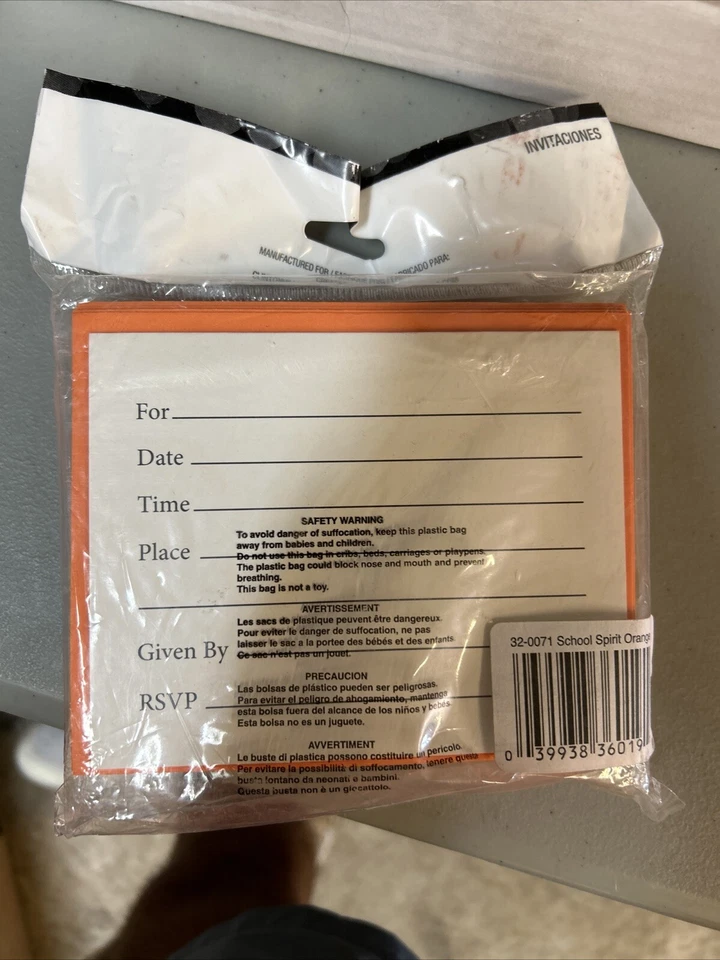 INVITACIONES
MANUFACTURED FOR
FABRICADO PARA:
For
Date
Time
Place
Given By
RSVP
SAFETY WARNING
To avoid danger of suffocation, keep this plastic bag
away from babies and children.
Do not use this bag in cribs, beds, carriages or playpens.
The plastic bag could block nose and mouth and prevent
breathing.
This bag is not a toy.
AVERTISSEMENT
Les sacs de plastique peuvent être dangereux.
Pour eviter le danger de suffocation, ne pas
laisser le sac a la portee des bébés et des enfants.
Ce sac n'est pas un jouet.
PRECAUCION
Las bolsas de plástico pueden ser peligrosas.
Para evitar el peligro de ahogamiento, mantenga
esta bolsa fuera del alcance de los niños y bebés.
Esta bolsa no es un juguete.
AVVERTIMENT
Le buste di plastica possono costituire un pericolo.
Per evitare la possibilità di soffocamento, tenere questa
busta lontano da neonati e bambini.
Questa busta non è un giocattolo.
32-0071 School Spirit Orange
0 39938 36019